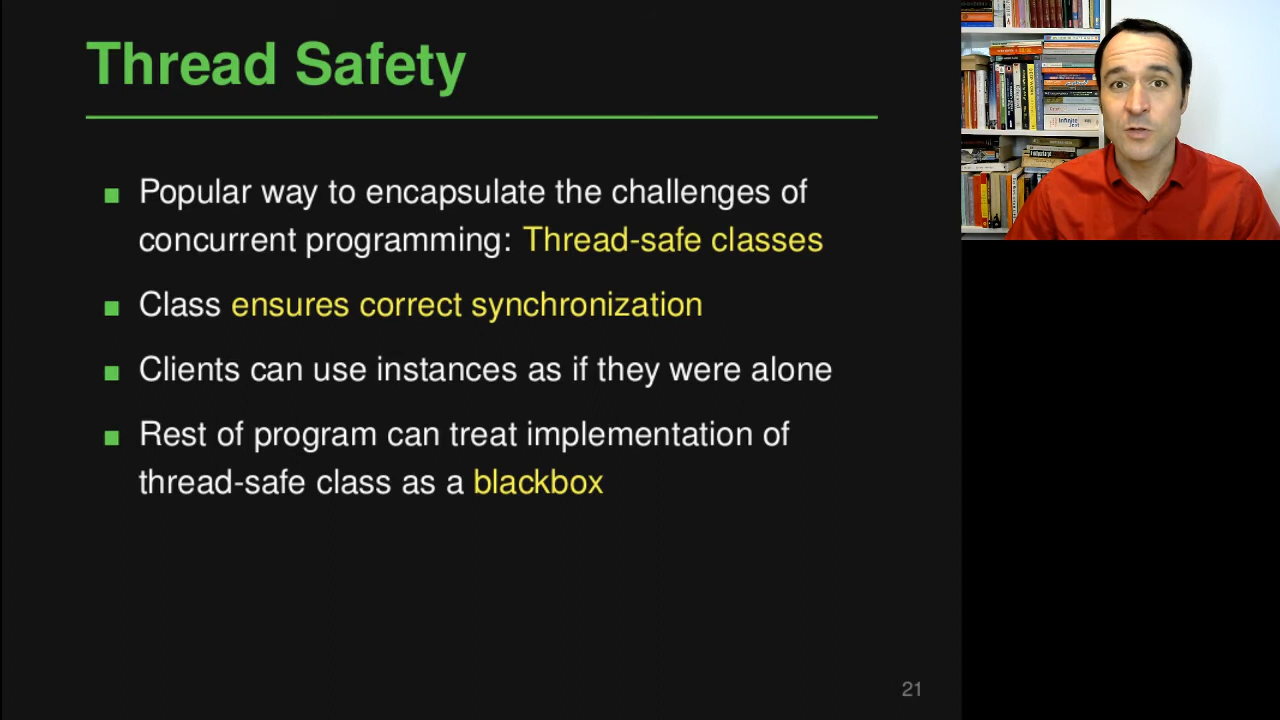 Thread Safety
Popular way to encapsulate the challenges of
concurrent programming: Thread-safe classes
Class ensures correct synchronization
Clients can use instances as if they were alone
Rest of program can treat implementation of
thread-safe class as a blackbox
21
Infinite
Jest